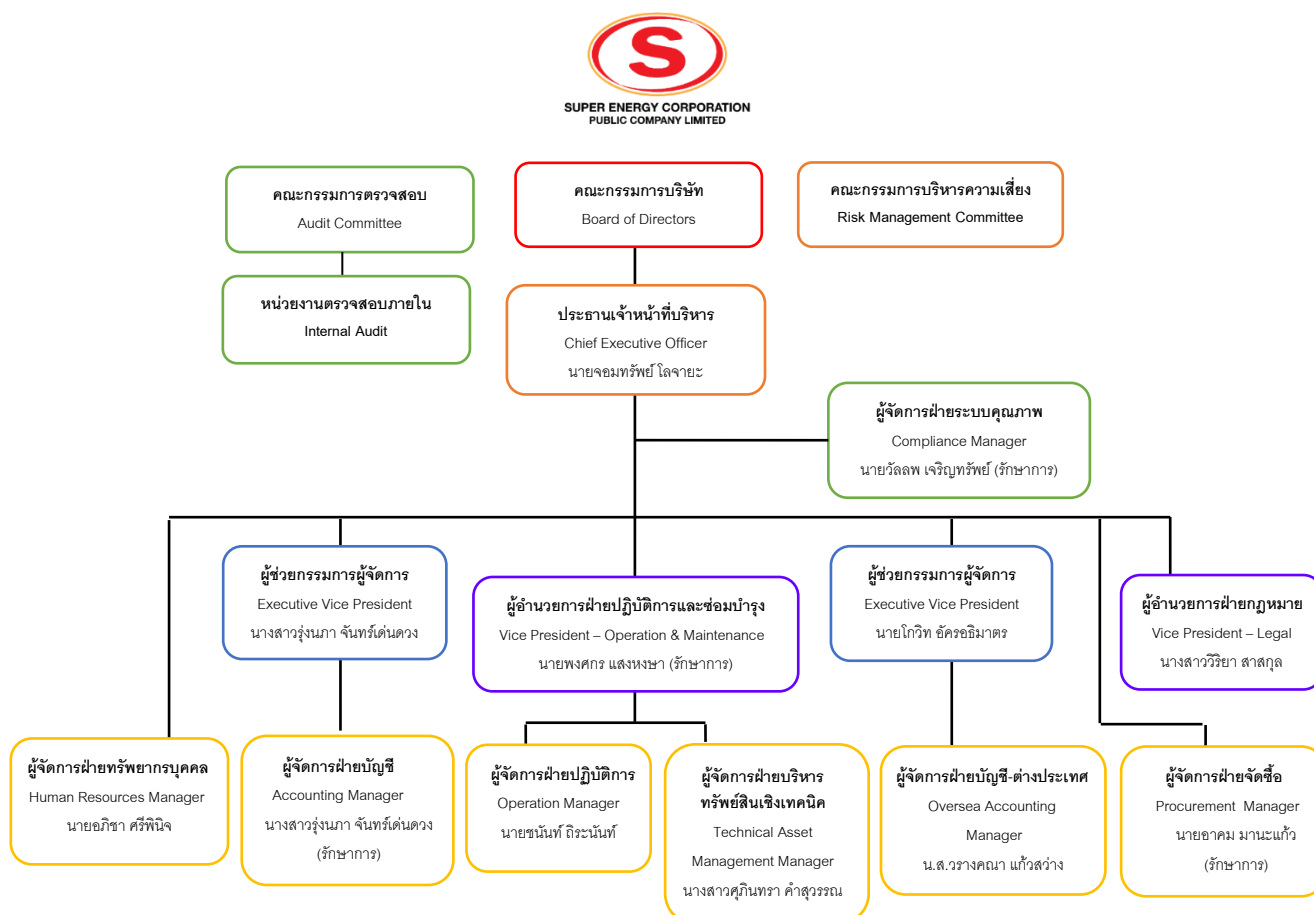 S
SUPER ENERGY CORPORATION
PUBLIC COMPANY LIMITED
คณะกรรมการตรวจสอบ
Audit Committee
คณะกรรมการบริษัท
Board of Directors
คณะกรรมการบริหารความเสี่ยง
Risk Management Committee
หน่วยงานตรวจสอบภายใน
Internal Audit
ประธานเจ้าหน้าที่บริหาร
Chief Executive Officer
นายจอมทรัพย์ โลจายะ
ผู้จัดการฝ่ายระบบคุณภาพ
Compliance Manager
นายวัลลพ เจริญทรัพย์ (รักษาการ)
ผู้ช่วยกรรมการผู้จัดการ
Executive Vice President
นางสาวรุ่งนภา จันทร์เด่นดวง
ผู้อำนวยการฝ่ายปฎิบัติการและซ่อมบำรุง
Vice President – Operation & Maintenance
นายพงศกร แสงหงษา (รักษาการ)
ผู้ช่วยกรรมการผู้จัดการ
Executive Vice President
นายโกวิท อัครอธิมาตร
ผู้อำนวยการฝ่ายกฎหมาย
Vice President – Legal
นางสาววิริยา สาสกุล
ผู้จัดการฝ่ายทรัพยากรบุคคล
Human Resources Manager
นายอภิชา ศรีพินิจ
ผู้จัดการฝ่ายบัญชี
Accounting Manager
นางสาวรุ่งนภา จันทร์เด่นดวง
(รักษาการ)
ผู้จัดการฝ่ายปฏิบัติการ
Operation Manager
นายชนันท์ ถิระนันท์
ผู้จัดการฝ่ายบริหาร
ทรัพย์สินเชิงเทคนิค
Technical Asset
Management Manager
นางสาวศุภินทรา คำสุวรรณ
ผู้จัดการฝ่ายบัญชี-ต่างประเทศ
Oversea Accounting
Manager
น.ส.วรางคณา แก้วสว่าง
ผู้จัดการฝ่ายจัดซื้อ
Procurement Manager
นายอาคม มานะแก้ว
(รักษาการ)